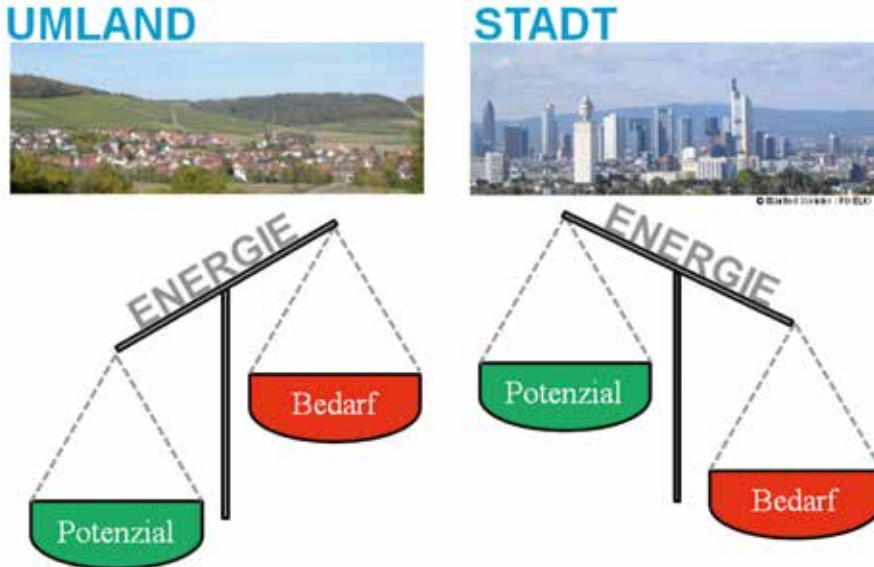 UMLAND
STADT
ENERGIE
Bedarf
Potenzial
ENERGIE
Potenzial
Bedarf